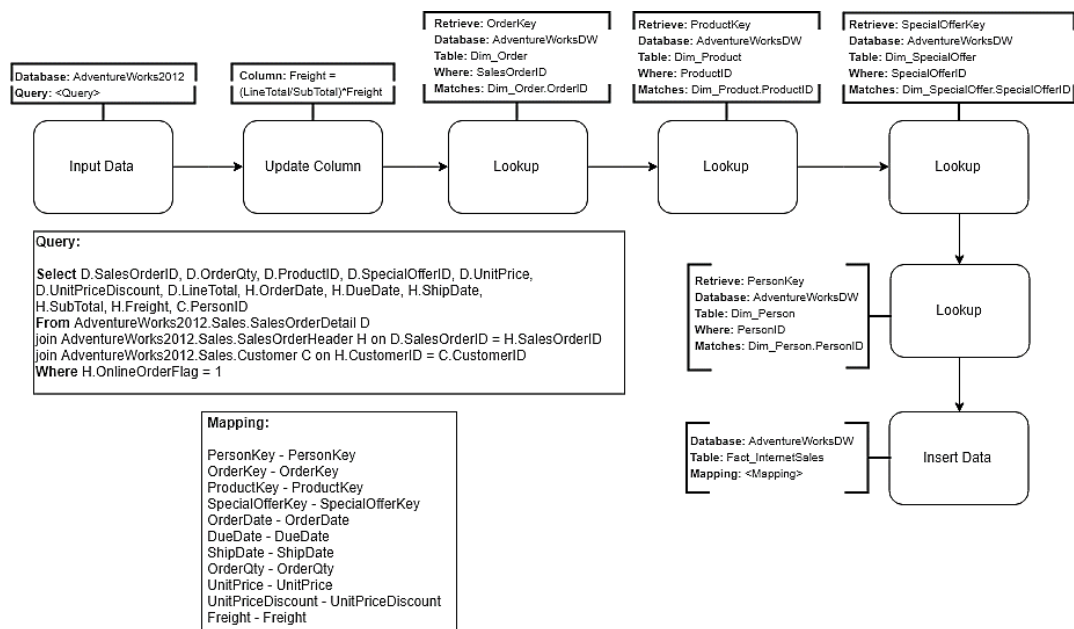 Database: AdventureWorks2012
Query: <Query>
Column: Freight =
(LineTotal/SubTotal)*Freight
Retrieve: OrderKey
Database: AdventureWorksDW
Table: Dim_Order
Where: SalesOrderID
Matches: Dim_Order.OrderID
Retrieve: ProductKey
Database: AdventureWorksDW
Table: Dim_Product
Where: ProductID
Matches: Dim_Product.ProductID
Retrieve: SpecialOfferKey
Database: AdventureWorksDW
Table: Dim_SpecialOffer
Where: SpecialOfferID
Matches: Dim_SpecialOffer.SpecialOfferID
Input Data
Update Column
Lookup
Lookup
Lookup
Query:
Select D.SalesOrderID, D.OrderQty, D.ProductID, D.SpecialOfferID, D.UnitPrice,
D.UnitPriceDiscount, D.LineTotal, H.OrderDate, H.DueDate, H.ShipDate,
H.SubTotal, H.Freight, C.PersonID
From AdventureWorks2012.Sales.SalesOrderDetail D
join AdventureWorks2012.Sales.SalesOrderHeader H on D.SalesOrderID = H.SalesOrderID
join AdventureWorks2012.Sales.Customer C on H.CustomerID = C.CustomerID
Where H.OnlineOrderFlag = 1
Retrieve: PersonKey
Database: AdventureWorksDW
Table: Dim_Person
Where: PersonID
Matches: Dim_Person.PersonID
Lookup
Mapping:
PersonKey - PersonKey
OrderKey - OrderKey
ProductKey - ProductKey
SpecialOfferKey - SpecialOfferKey
OrderDate - OrderDate
DueDate - DueDate
ShipDate - ShipDate
OrderQty - OrderQty
UnitPrice - UnitPrice
UnitPriceDiscount - UnitPriceDiscount
Freight - Freight
Database: AdventureWorksDW
Table: Fact_InternetSales
Mapping: <Mapping>
Insert Data